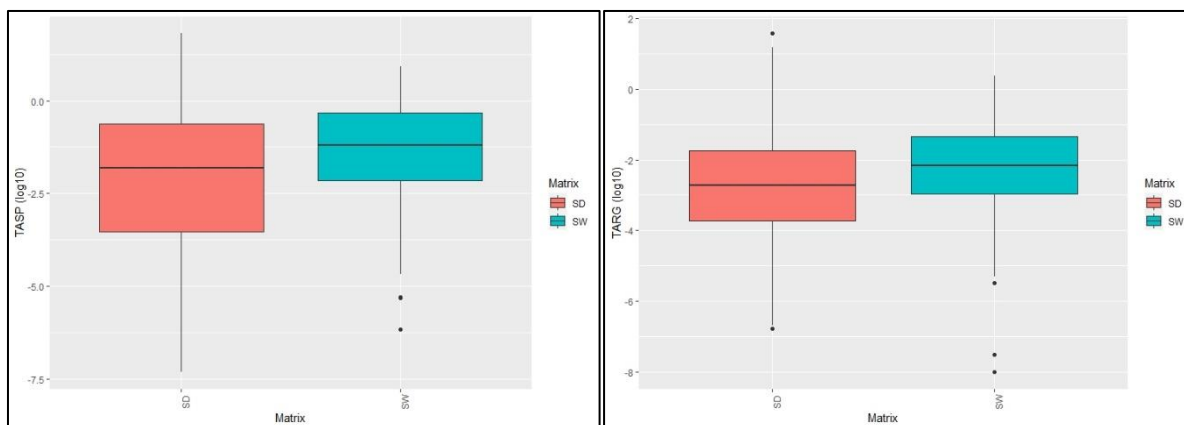 TASP (log10)
0.0
-2.5
-5.0
-7.5
SD
SW
Matrix
Matrix
SD
SW
TARG (log10)
2
0
-2
-4
-6
-8
SD
SW
Matrix
Matrix
SD
SW